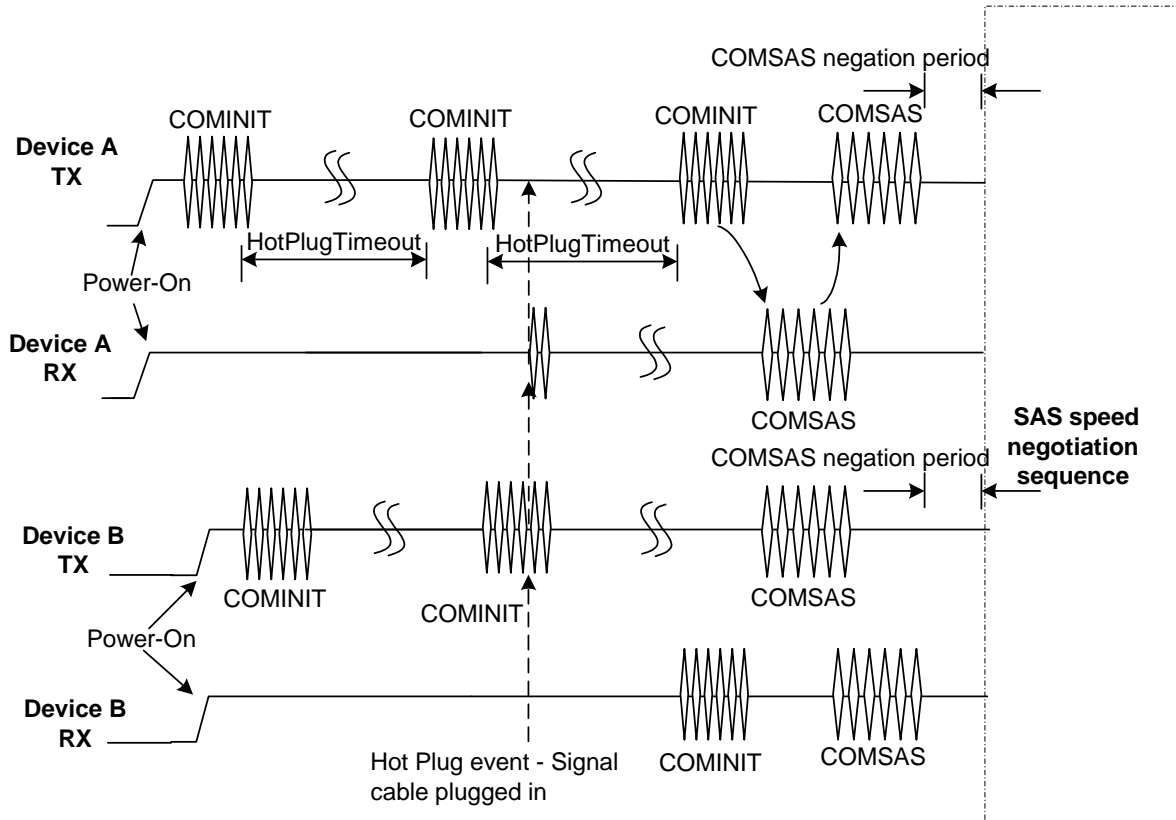 COMSAS negation period
COMINIT
COMINIT
COMINIT
COMSAS
Device A
TX
HotPlugTimeout
HotPlugTimeout
Power-On
Device A
RX
COMSAS
SAS speed
negotiation
sequence
COMSAS negation period
Device B
TX
COMINIT
COMINIT
COMSAS
Power-On
Device B
RX
COMINIT
COMSAS
Hot Plug event - Signal
cable plugged in